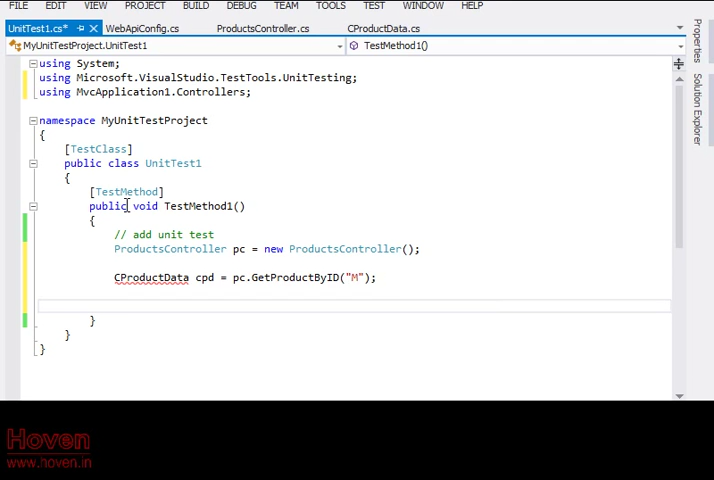 FILE EDIT VIEW PROJECT BUILD DEBUG TEAM TOOLS TEST WINDOW HELP
UnitTest1.cs* WebApiConfig.cs ProductsController.cs CProductData.cs
MyUnitTestProject.UnitTest1 TestMethod1()
using System;
using Microsoft.VisualStudio.TestTools.UnitTesting;
using MvcApplication1.Controllers;
namespace MyUnitTestProject
{
[TestClass]
public class UnitTest1
{
[TestMethod]
public void TestMethod1()
{
// add unit test
ProductsController pc = new ProductsController();
CProductData cpd = pc.GetProductByID("M");
}
}
}
Properties
Solution Explorer
Hoven
www.hoven.in